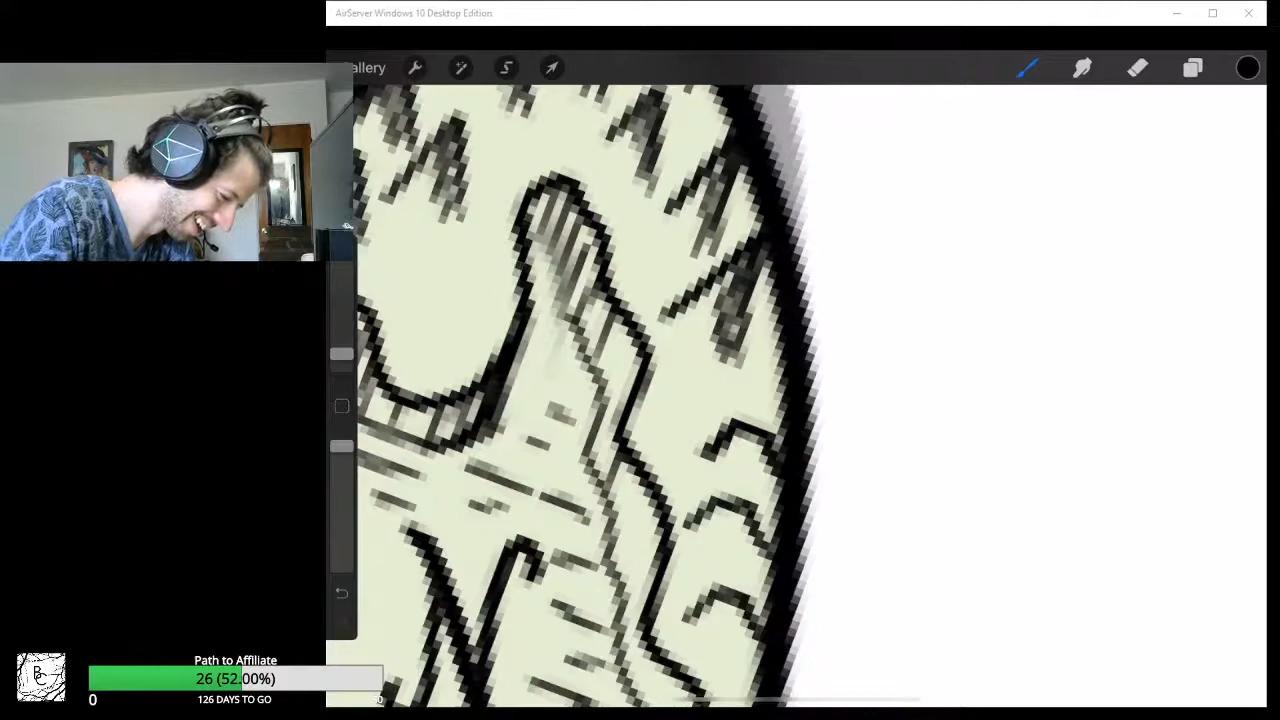 AirServer Windows 10 Desktop Edition
allery
Path to Affiliate
26 (52.00%)
0
126 DAYS TO GO